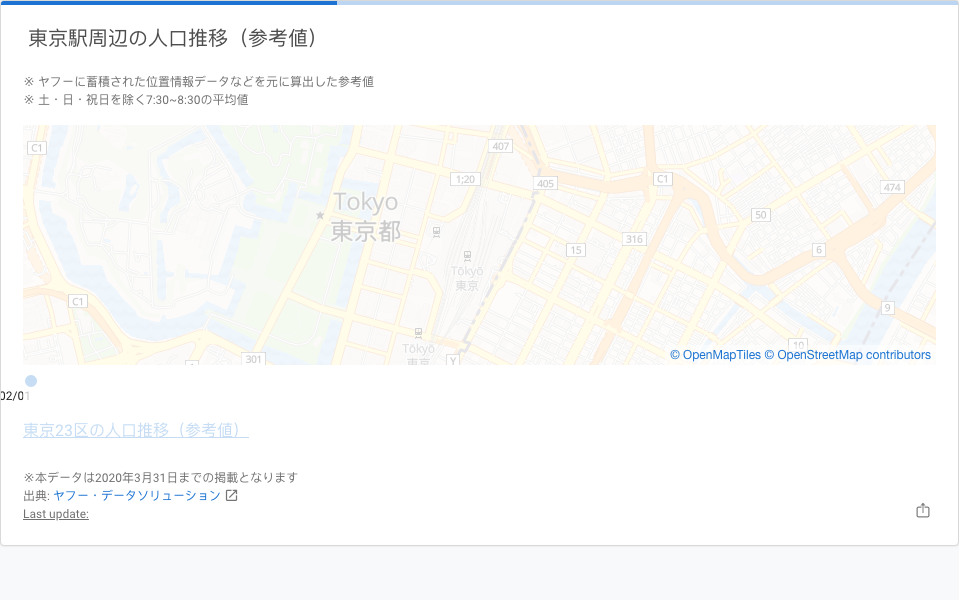 東京駅周辺の人口推移（参考値）
※ ヤフーに蓄積された位置情報データなどを元に算出した参考値
※ 土・日・祝日を除く7:30~8:30の平均値
C1
407
1;20
405
C1
474
Tokyo
東京都
50
316
15
6
Tōkyō
東京
C1
9
10
Tōkyō
東京
301
Y
© OpenMapTiles © OpenStreetMap contributors
02/01
東京23区の人口推移（参考値）
※本データは2020年3月31日までの掲載となります
出典: ヤフー・データソリューション
Last update: